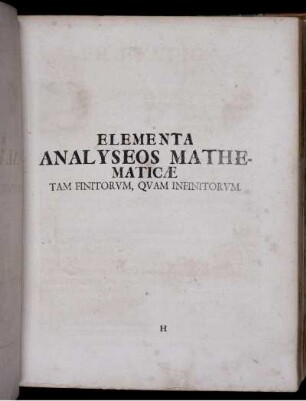 ELEMENTA
ANALYSEOS MATHE-
MATICÆ
TAM FINITORVM, QVAM INFINITORVM.
H